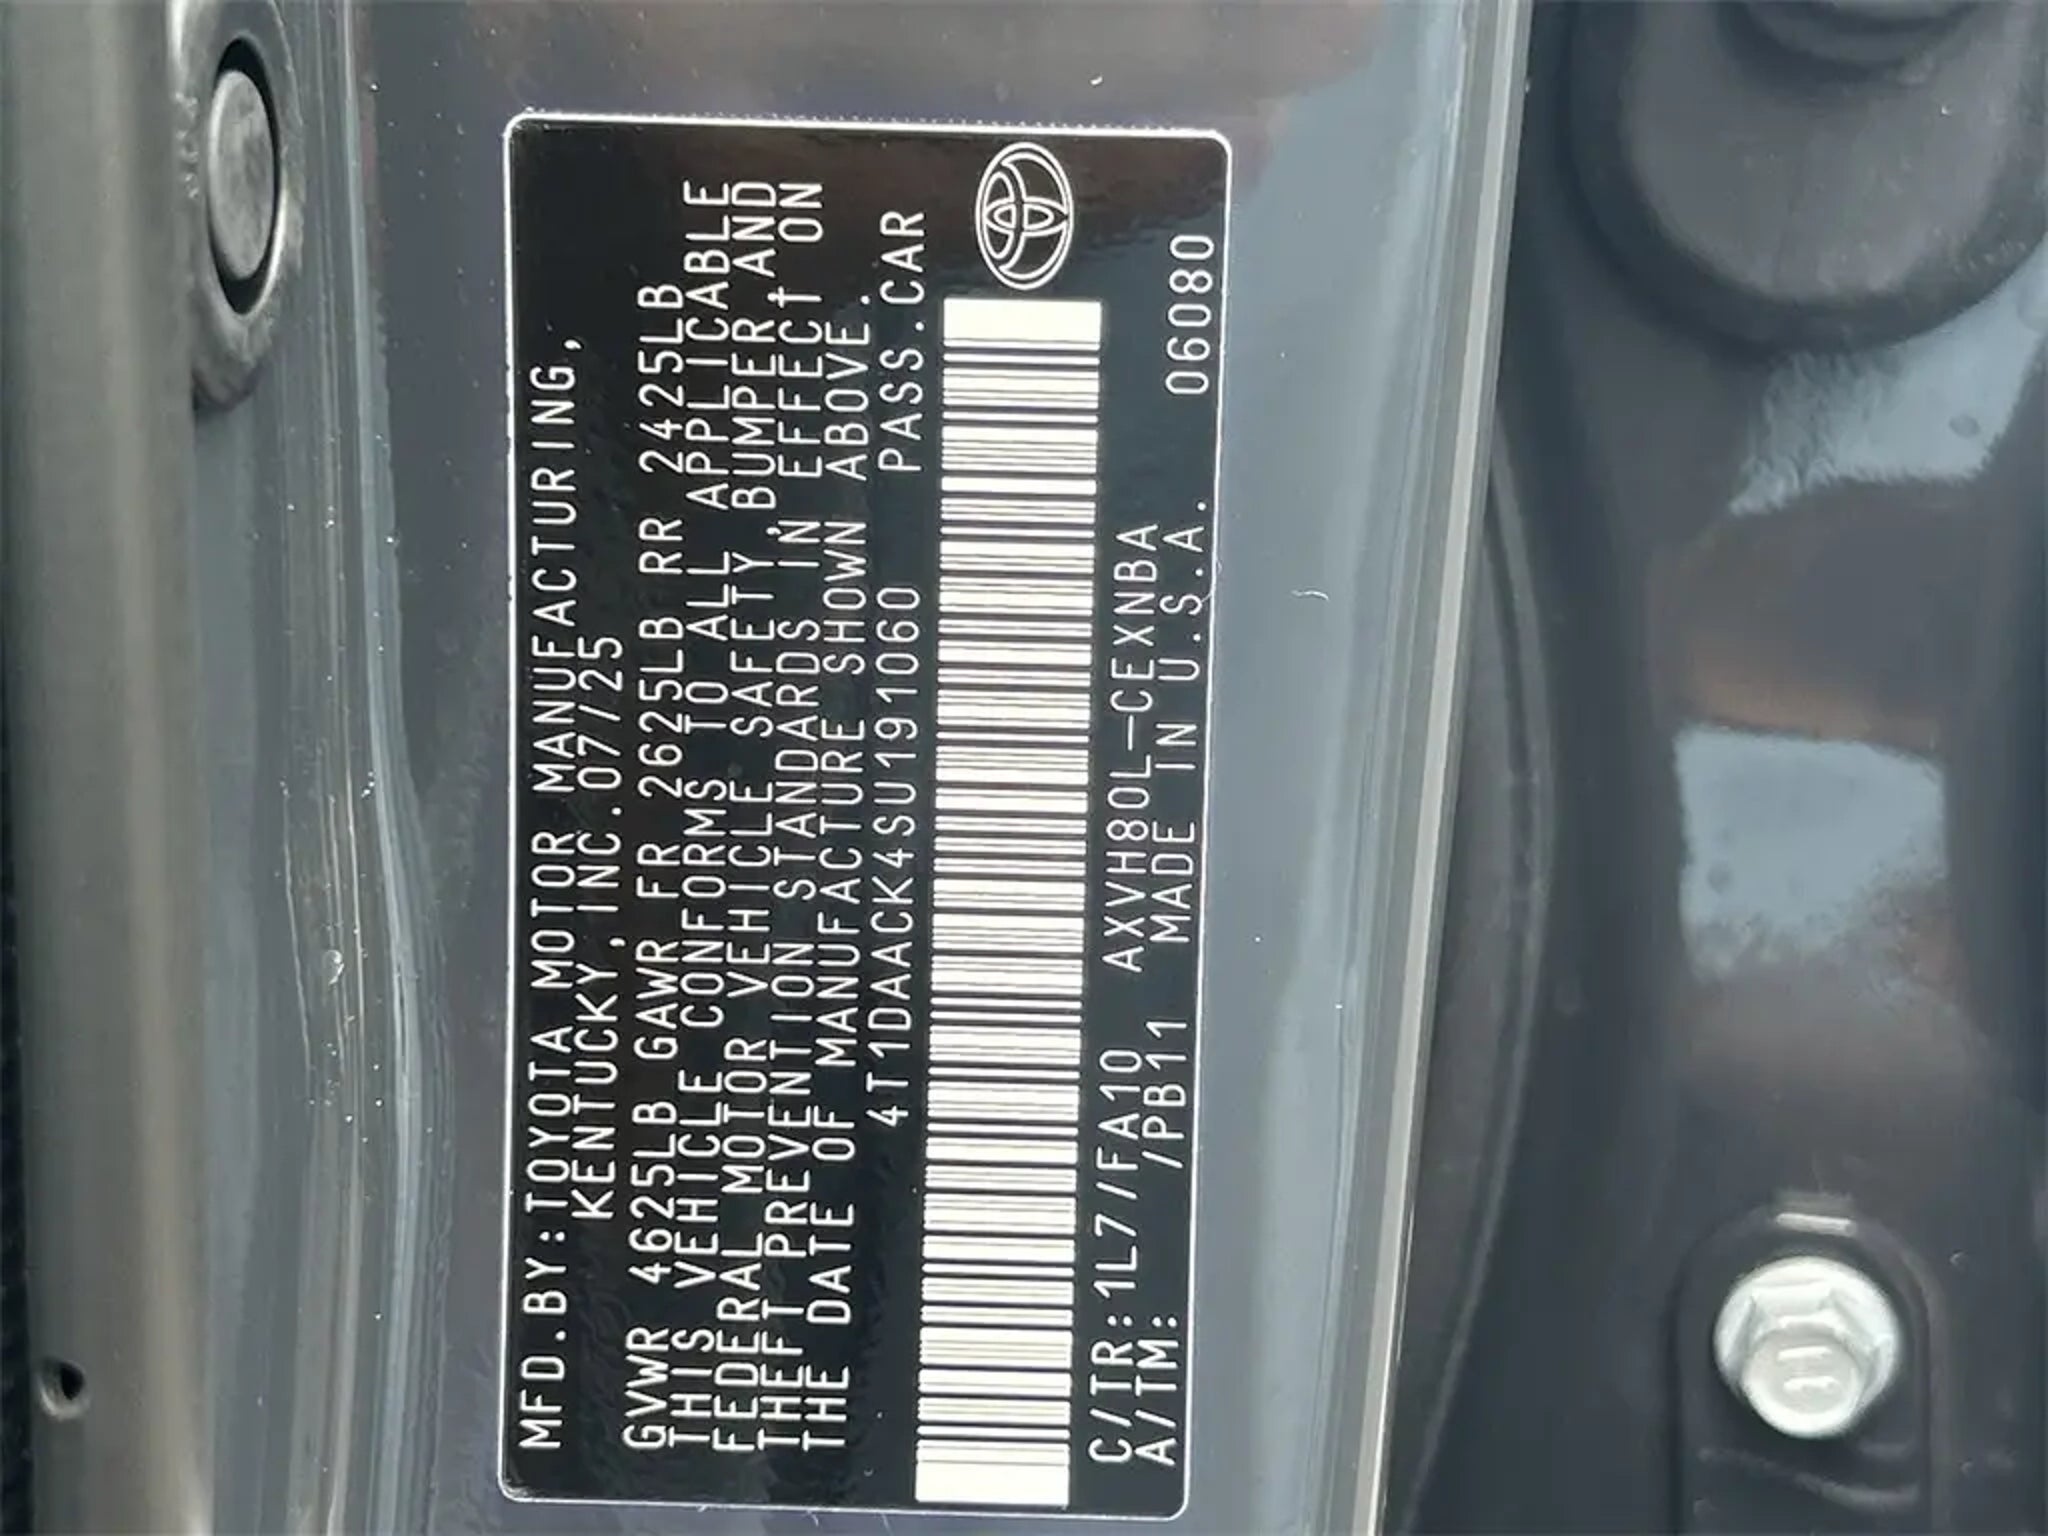 MFD.BY:TOYOTA MOTOR MANUFACTURING,
KENTUCKY, INC.07/25
GVWR 4625LB GAWR FR 2625LB RR 2425LB
THIS VEHICLE CONFORMS TO ALL APPLICABLE
FEDERAL MOTOR VEHICLE SAFETY, BUMPER AND
THEFT PREVENTION STANDARDS IN EFFECT ON
THE DATE OF MANUFACTURE SHOWN ABOVE.
4T1DAACK4SU191060 PASS.CAR
C/TR:1L7/FA10 AXVH80L-CEXNBA
A/TM: /PB11 MADE IN U.S.A. 06080